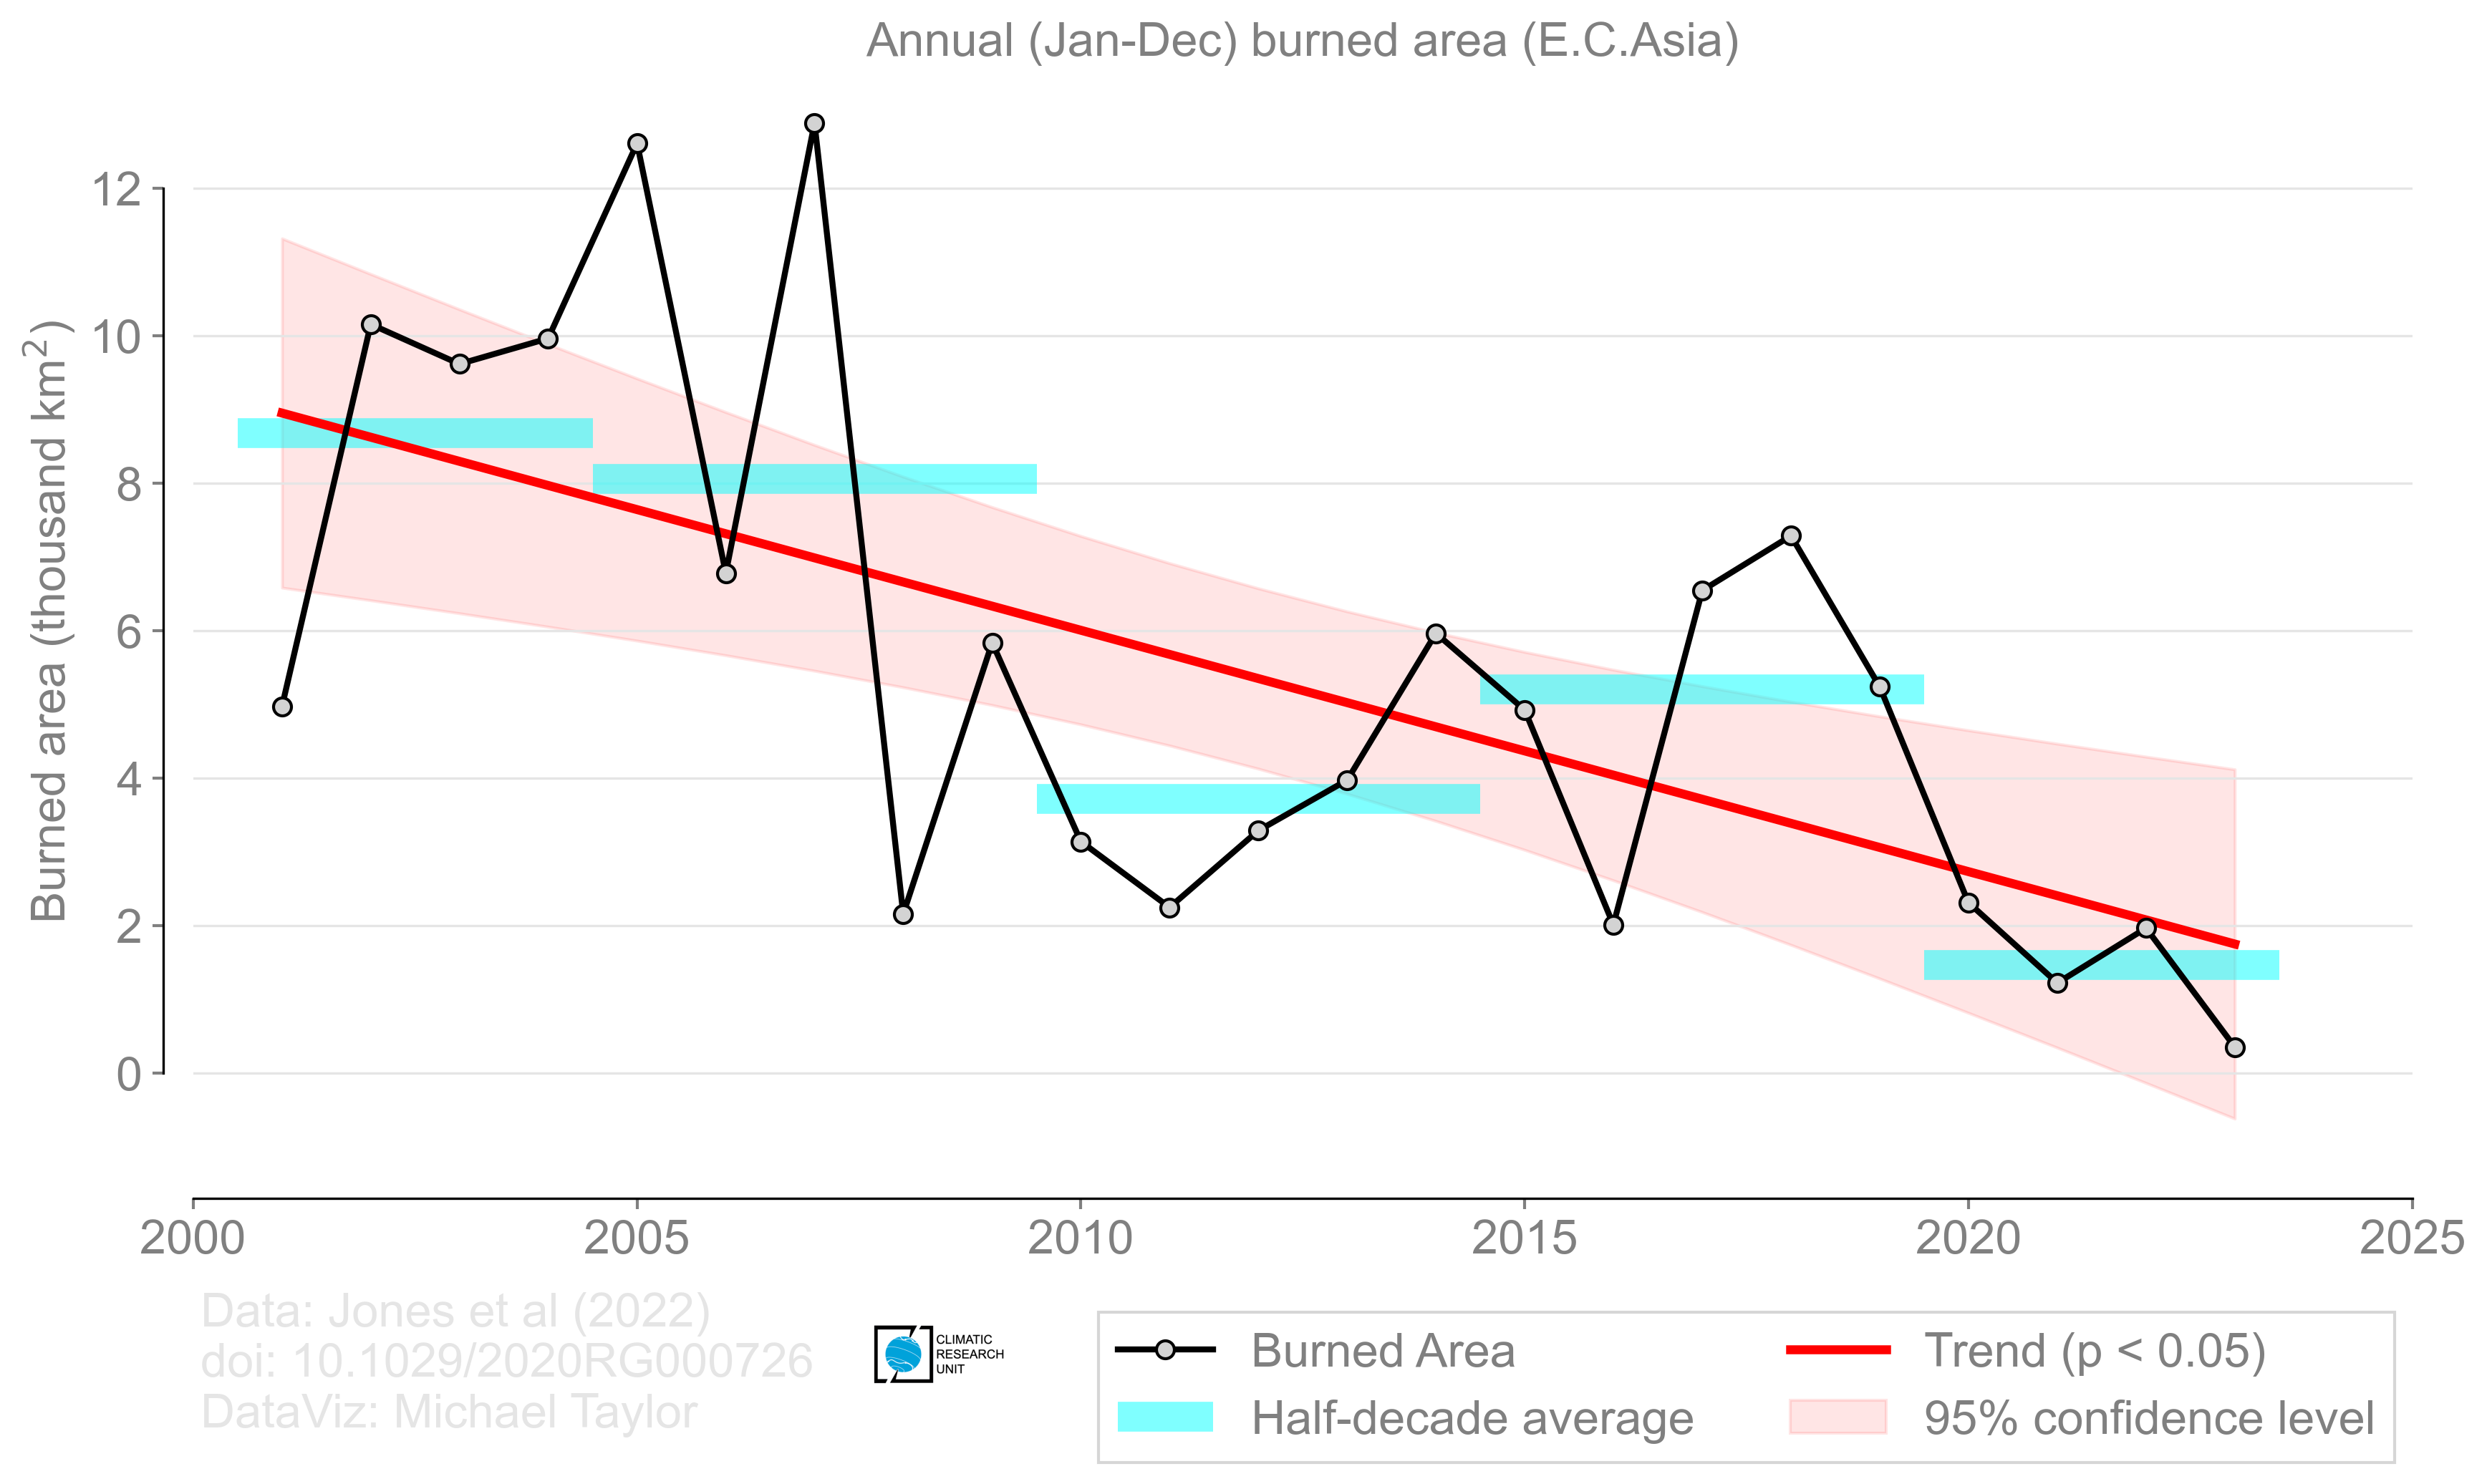 Annual (Jan-Dec) burned area (E.C.Asia)
Burned area (thousand km²)
12
10
8
6
4
2
0
2000 2005 2010 2015 2020 2025
Data: Jones et al (2022)
doi: 10.1029/2020RG000726
DataViz: Michael Taylor
CLIMATIC
RESEARCH
UNIT
Burned Area
Half-decade average
Trend (p < 0.05)
95% confidence level